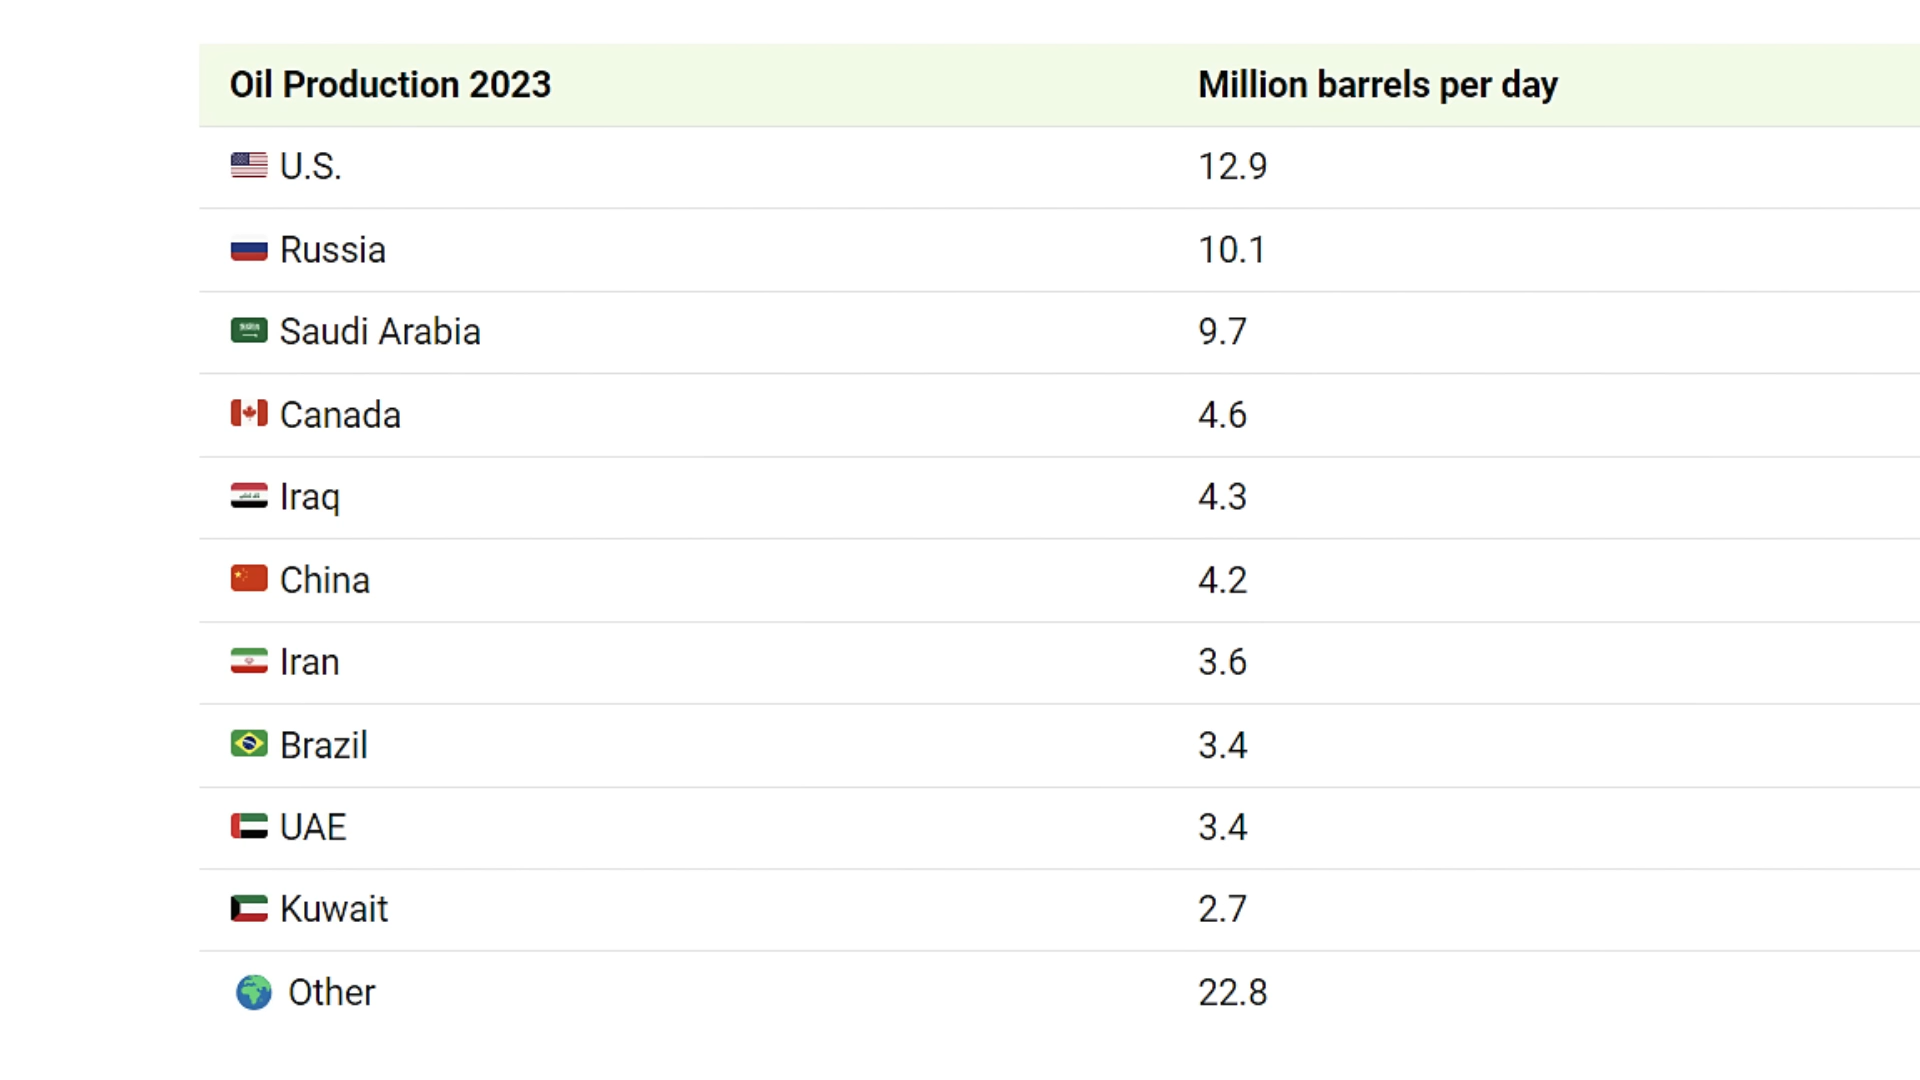 Oil Production 2023 Million barrels per day
U.S. 12.9
Russia 10.1
Saudi Arabia 9.7
Canada 4.6
Iraq 4.3
China 4.2
Iran 3.6
Brazil 3.4
UAE 3.4
Kuwait 2.7
Other 22.8